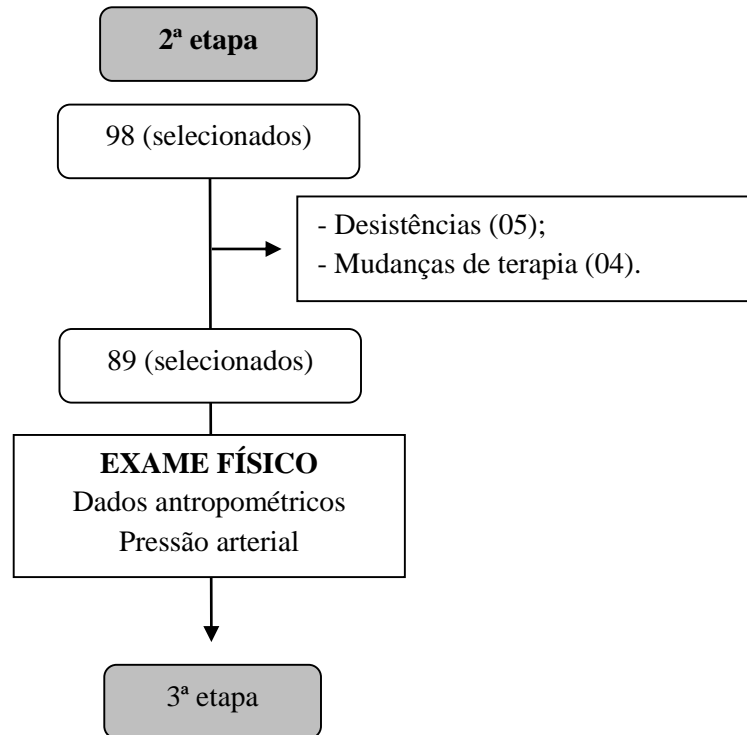 2ª etapa
98 (selecionados)
- Desistências (05);
- Mudanças de terapia (04).
89 (selecionados)
EXAME FÍSICO
Dados antropométricos
Pressão arterial
3ª etapa